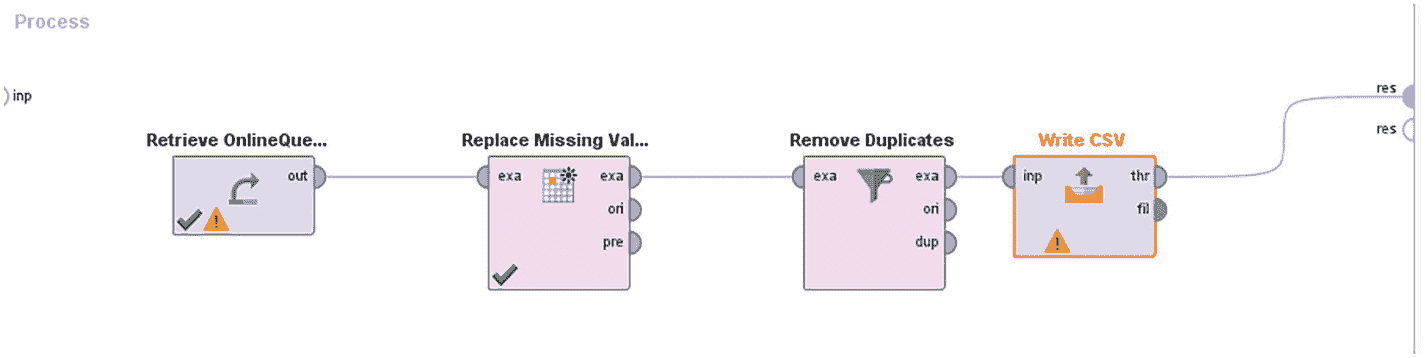 Process
inp
res
res
Retrieve OnlineQue...
out
Replace Missing Val...
exa
exa
ori
pre
Remove Duplicates
exa
exa
ori
dup
Write CSV
inp
thr
fil